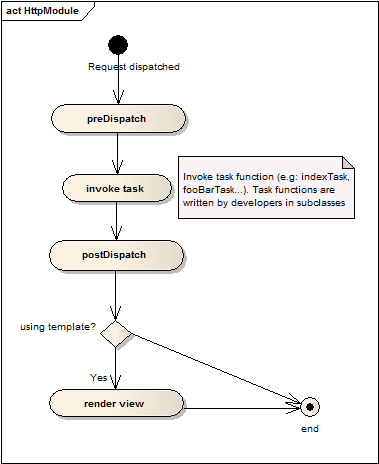 act HttpModule
Request dispatched
preDispatch
invoke task
Invoke task function (e.g: indexTask,
fooBarTask...). Task functions are
written by developers in subclasses
postDispatch
using template?
Yes
render view
end